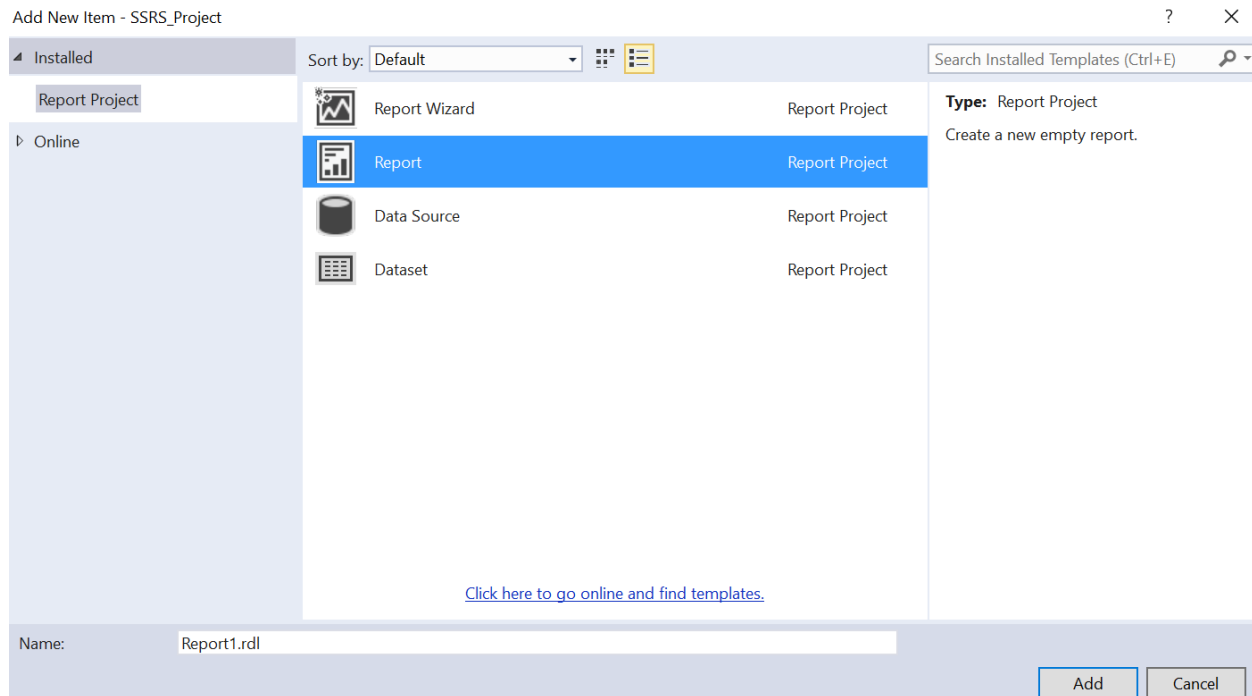 Add New Item - SSRS_Project
?
Installed
Report Project
Online
Sort by: Default
Search Installed Templates (Ctrl+E)
Report Wizard Report Project
Report Report Project
Data Source Report Project
Dataset Report Project
Click here to go online and find templates.
Type: Report Project
Create a new empty report.
Name: Report1.rdl
Add Cancel